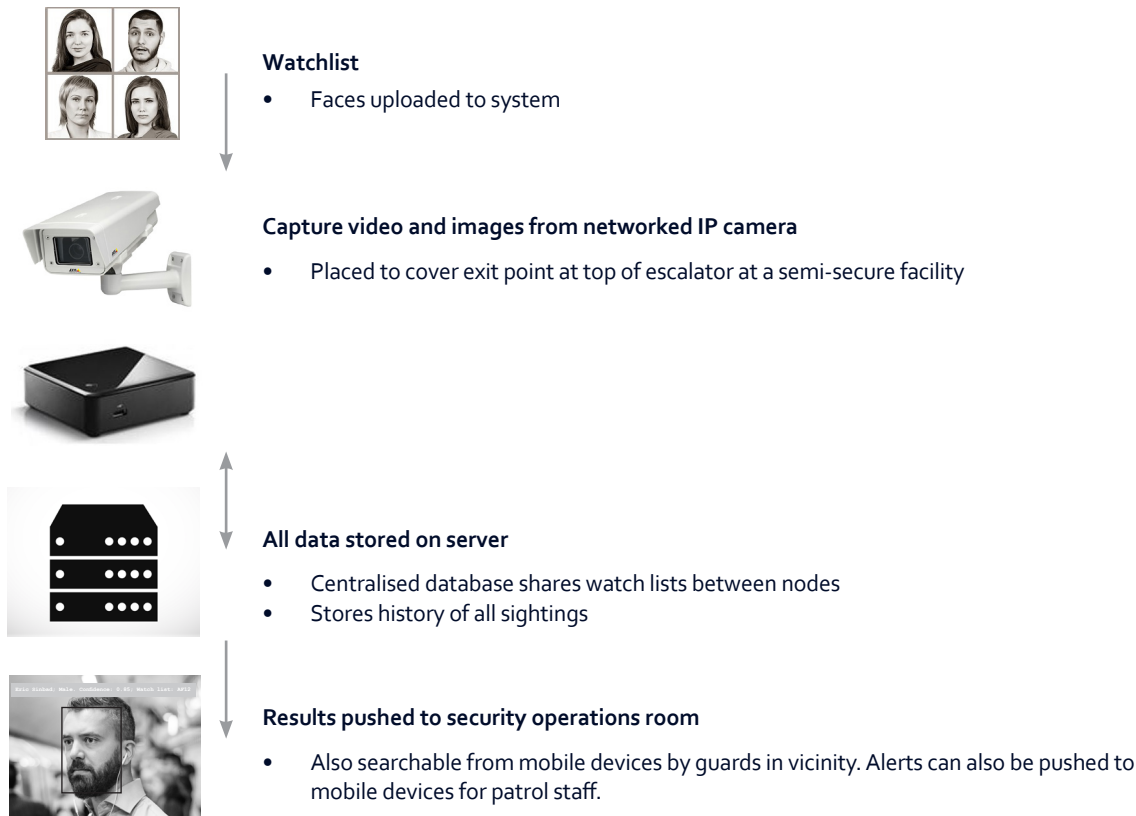 Watchlist
• Faces uploaded to system
Capture video and images from networked IP camera
• Placed to cover exit point at top of escalator at a semi-secure facility
All data stored on server
• Centralised database shares watch lists between nodes
• Stores history of all sightings
Results pushed to security operations room
• Also searchable from mobile devices by guards in vicinity. Alerts can also be pushed to
mobile devices for patrol staff.